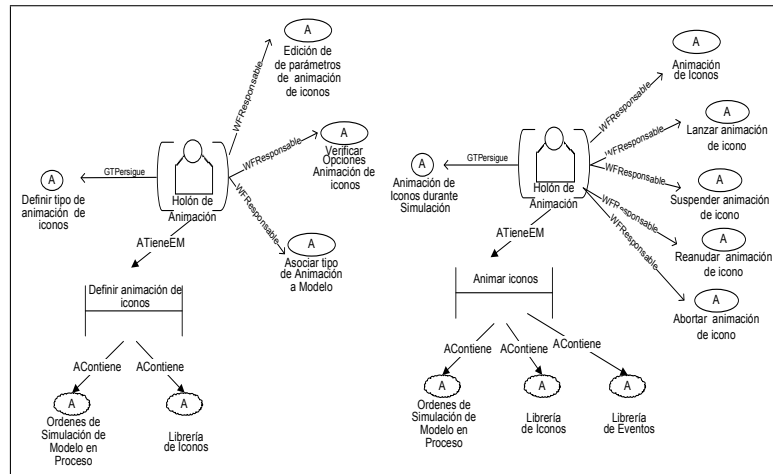 A
Edición de
de parámetros
de animación
de iconos
WFResponsable
A
Verificar
Opciones
Animación de
iconos
WFResponsable
A
Definir tipo de
animación de
iconos
GTPersigue
Holón de
Animación
WFResponsable
A
Asociar tipo
de Animación
a Modelo
ATieneEM
Definir animación de
iconos
AContiene
AContiene
A
Ordenes de
Simulación de
Modelo en
Proceso
A
Librería
de Iconos
A
Animación
de Iconos
WFResponsable
A
Lanzar animación
de icono
WFResponsable
A
Animación de
Iconos durante
Simulación
GTPersigue
Holón de
Animación
WFResponsable
A
Suspender animación
de icono
WFResponsable
A
Reanudar animación
de icono
WFResponsable
A
Abortar animación
de icono
ATieneEM
Animar iconos
AContiene
AContiene
AContiene
A
Ordenes de
Simulación de
Modelo en
Proceso
A
Librería
de Iconos
A
Librería
de Eventos